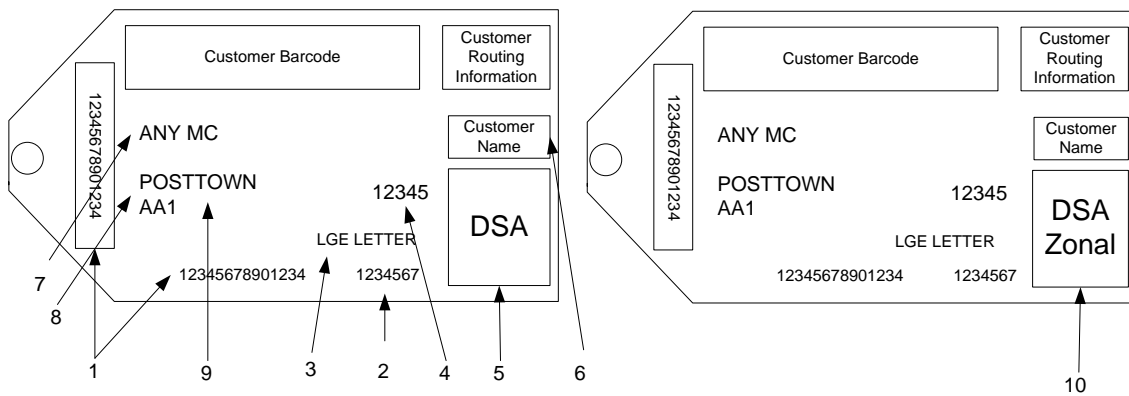 Customer Barcode
Customer
Routing
Information
12345678901234
ANY MC
Customer
Name
POSTTOWN
AA1
12345
DSA
LGE LETTER
12345678901234
1234567
7
8
1
9
3
2
4
5
6
Customer Barcode
Customer
Routing
Information
12345678901234
ANY MC
Customer
Name
POSTTOWN
AA1
12345
DSA
Zonal
LGE LETTER
12345678901234
1234567
10